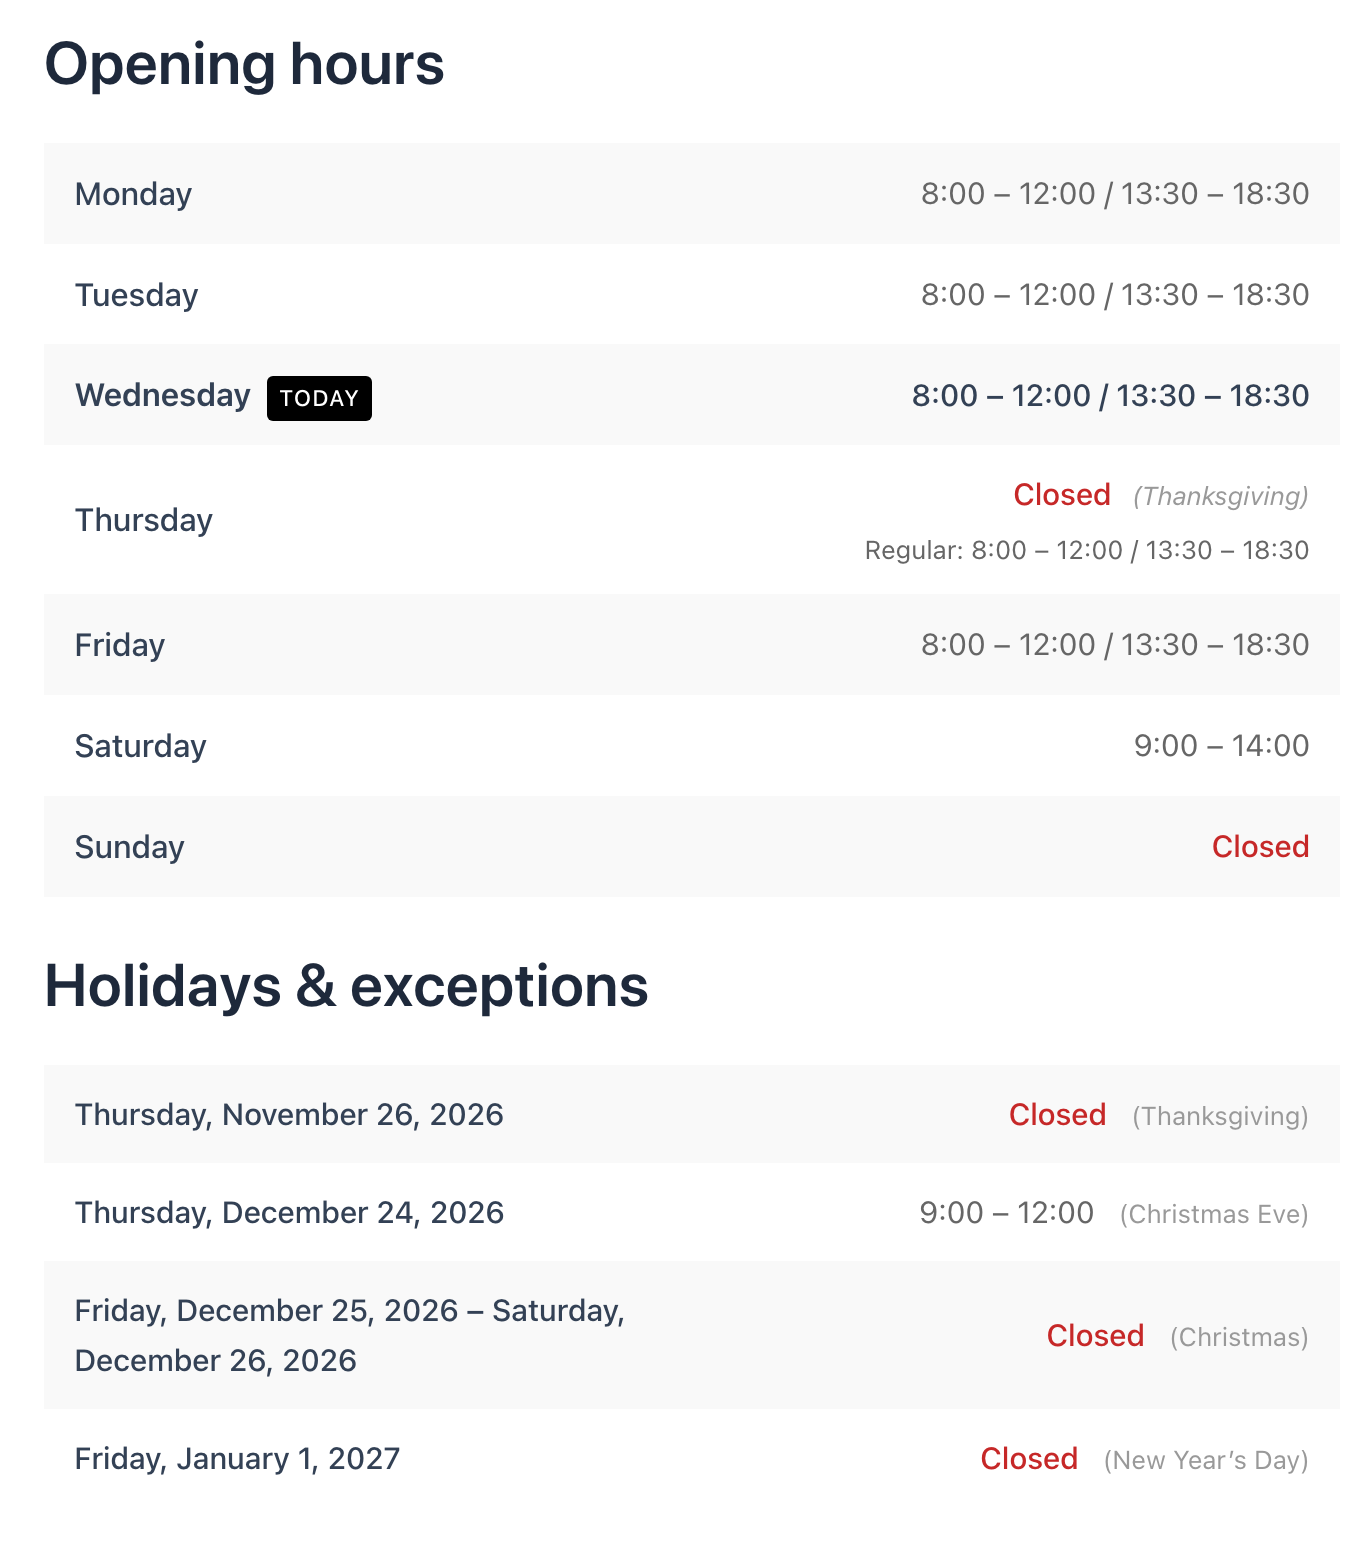 Opening hours
Monday 8:00 – 12:00 / 13:30 – 18:30
Tuesday 8:00 – 12:00 / 13:30 – 18:30
Wednesday TODAY 8:00 – 12:00 / 13:30 – 18:30
Thursday Closed (Thanksgiving)
Regular: 8:00 – 12:00 / 13:30 – 18:30
Friday 8:00 – 12:00 / 13:30 – 18:30
Saturday 9:00 – 14:00
Sunday Closed
Holidays & exceptions
Thursday, November 26, 2026 Closed (Thanksgiving)
Thursday, December 24, 2026 9:00 – 12:00 (Christmas Eve)
Friday, December 25, 2026 – Saturday,
December 26, 2026 Closed (Christmas)
Friday, January 1, 2027 Closed (New Year’s Day)